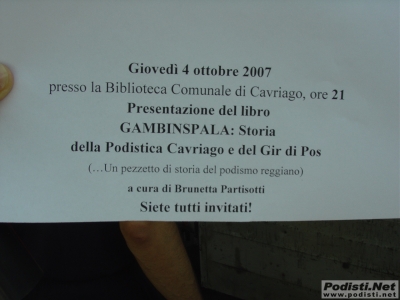 Giovedì 4 ottobre 2007
presso la Biblioteca Comunale di Cavriago, ore 21
Presentazione del libro
GAMBINSPALA: Storia
della Podistica Cavriago e del Gir di Pos
(…Un pezzetto di storia del podismo reggiano)
a cura di Brunetta Partisotti
Siete tutti invitati!
Podisti.Net
www.podisti.net